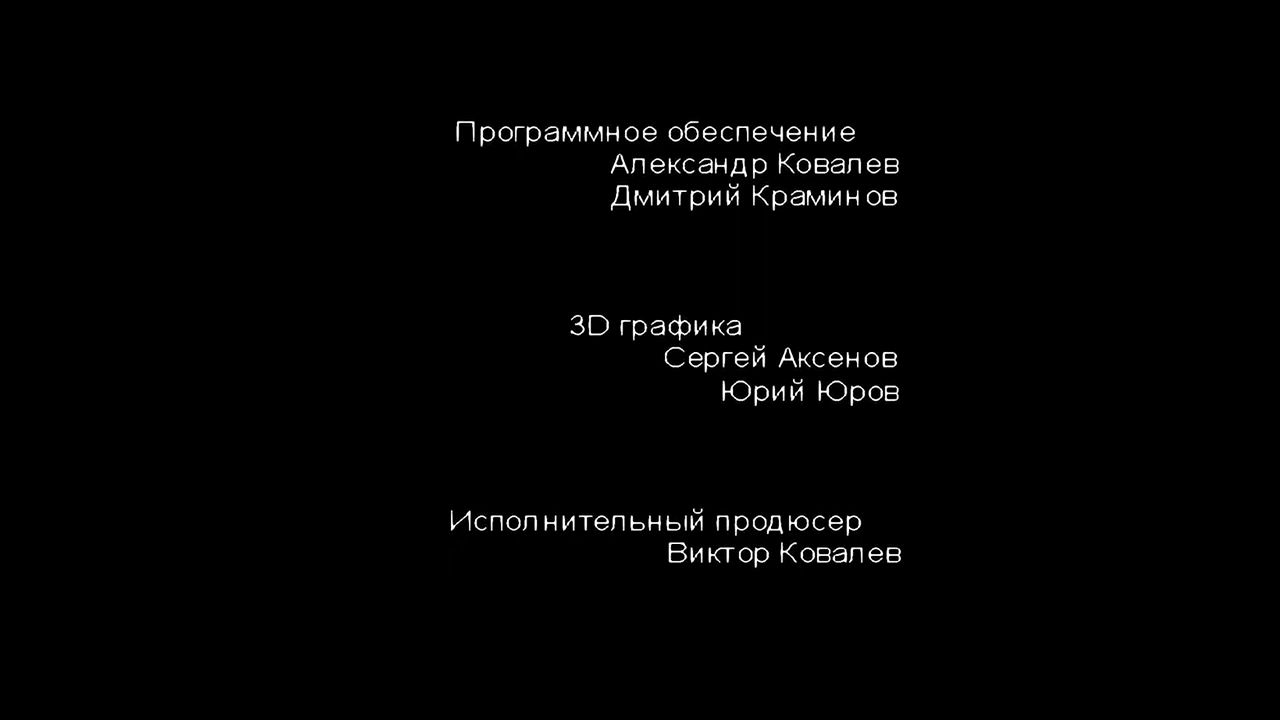 Программное обеспечение
Александр Ковалев
Дмитрий Краминов
3D графика
Сергей Аксенов
Юрий Юров
Исполнительный продюсер
Виктор Ковалев